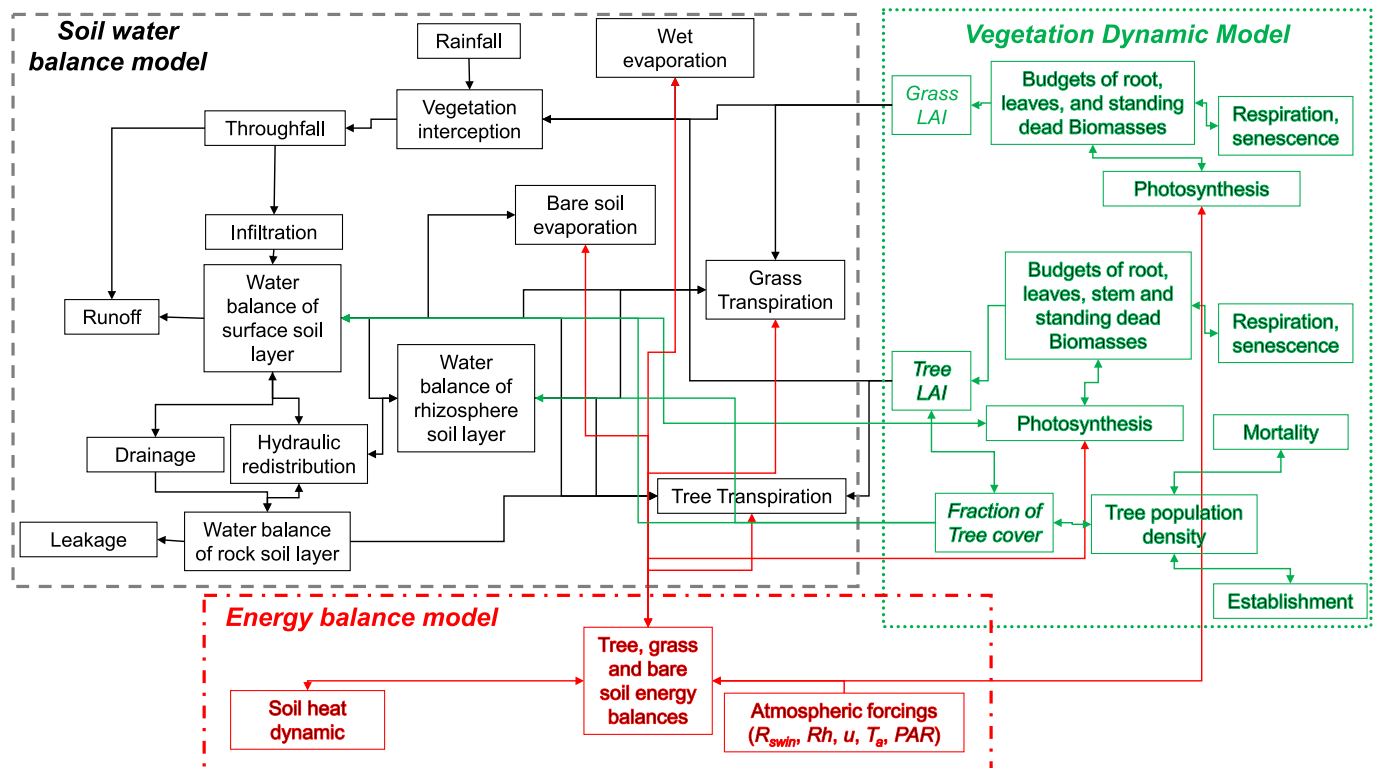 Soil water
balance model
Rainfall
Wet
evaporation
Vegetation
interception
Throughfall
Bare soil
evaporation
Infiltration
Water
balance of
surface soil
layer
Runoff
Grass
Transpiration
Water
balance of
rhizosphere
soil layer
Drainage
Hydraulic
redistribution
Tree Transpiration
Leakage
Water balance
of rock soil layer
Vegetation Dynamic Model
Grass
LAI
Budgets of root,
leaves, and standing
dead Biomasses
Respiration,
senescence
Photosynthesis
Budgets of root,
leaves, stem and
standing dead
Biomasses
Respiration,
senescence
Tree
LAI
Photosynthesis
Mortality
Fraction of
Tree cover
Tree population
density
Establishment
Energy balance model
Tree, grass
and bare
soil energy
balances
Soil heat
dynamic
Atmospheric forcings
(R_swin, Rh, u, T_a, PAR)